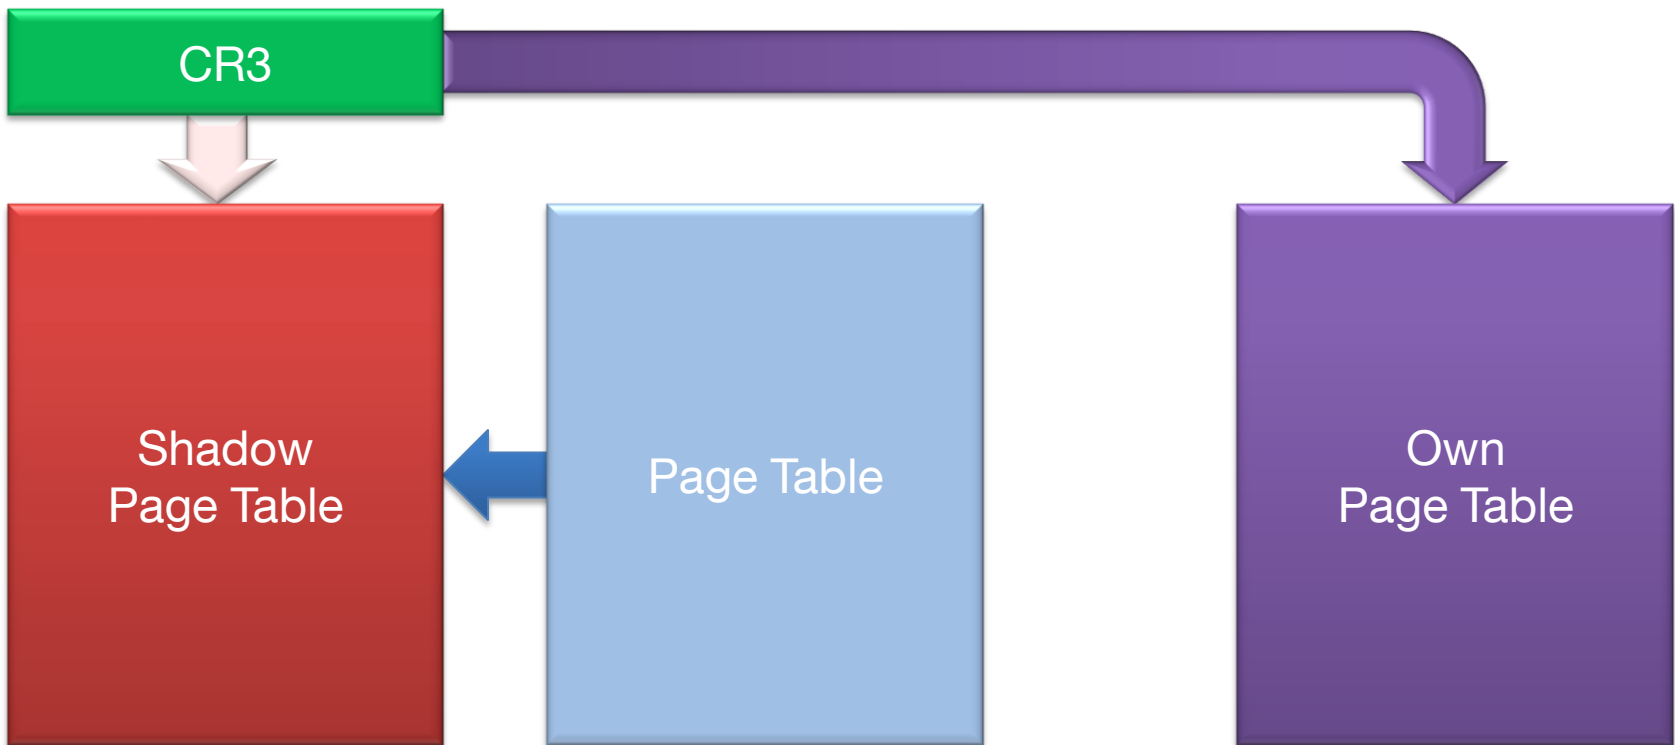 CR3
Shadow
Page Table
Page Table
Own
Page Table